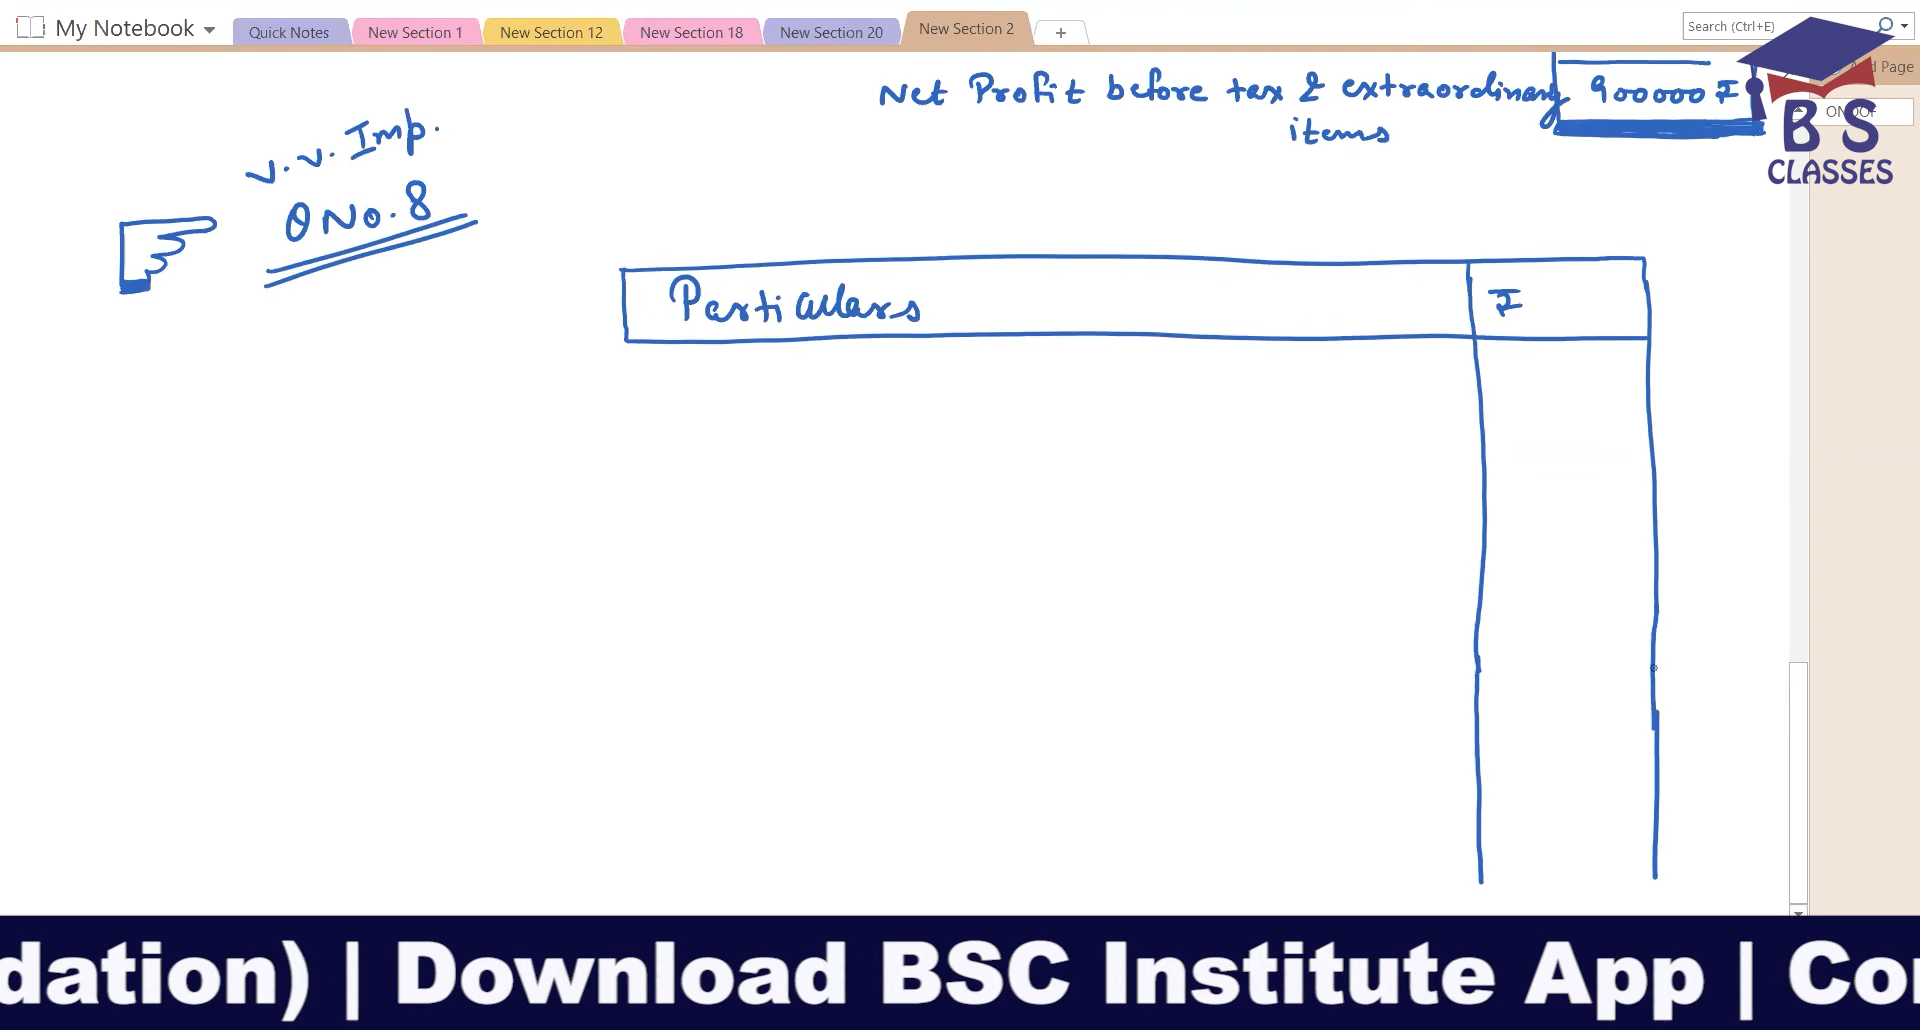 My Notebook
Quick Notes
New Section 1
New Section 12
New Section 18
New Section 20
New Section 2
+
Search (Ctrl+E)
Page
Net Profit before tax & extraordinary 900000 ₹
items
BS
CLASSES
V.V. Imp.
Q No. 8
Particulars ₹
dation) | Download BSC Institute App | Co